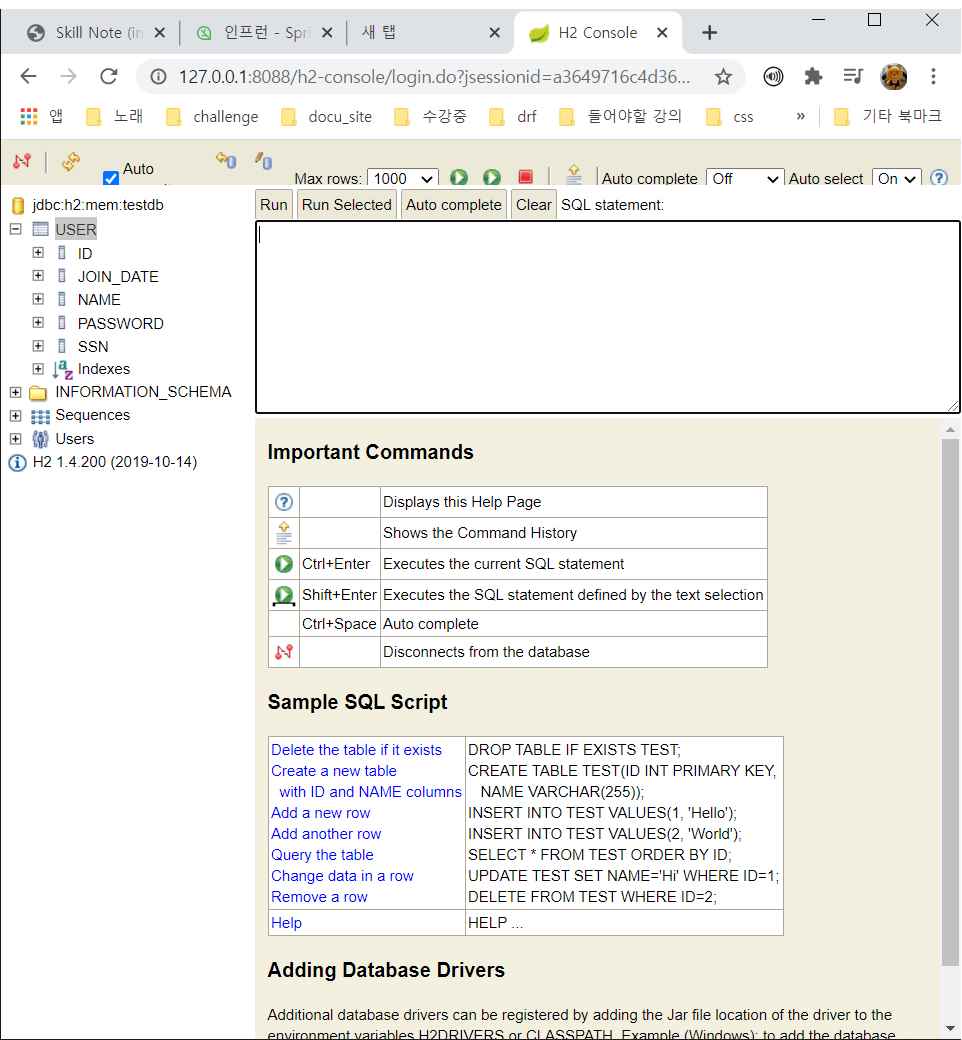 Skill Note (in
인프런 - Spri
새 탭
H2 Console
127.0.0.1:8088/h2-console/login.do?jsessionid=a3649716c4d36...
앱 노래 challenge docu_site 수강중 drf 들어야할 강의 css » 기타 북마크
Auto
Max rows: 1000 Auto complete Off Auto select On
jdbc:h2:mem:testdb
USER
ID
JOIN_DATE
NAME
PASSWORD
SSN
Indexes
INFORMATION_SCHEMA
Sequences
Users
H2 1.4.200 (2019-10-14)
Run Run Selected Auto complete Clear SQL statement:
Important Commands
Displays this Help Page
Shows the Command History
Ctrl+Enter Executes the current SQL statement
Shift+Enter Executes the SQL statement defined by the text selection
Ctrl+Space Auto complete
Disconnects from the database
Sample SQL Script
Delete the table if it exists DROP TABLE IF EXISTS TEST;
Create a new table CREATE TABLE TEST(ID INT PRIMARY KEY,
with ID and NAME columns NAME VARCHAR(255));
Add a new row INSERT INTO TEST VALUES(1, 'Hello');
Add another row INSERT INTO TEST VALUES(2, 'World');
Query the table SELECT * FROM TEST ORDER BY ID;
Change data in a row UPDATE TEST SET NAME='Hi' WHERE ID=1;
Remove a row DELETE FROM TEST WHERE ID=2;
Help HELP ...
Adding Database Drivers
Additional database drivers can be registered by adding the Jar file location of the driver to the
environment variables H2DRIVERS or CLASSPATH. Example (Windows): to add the database